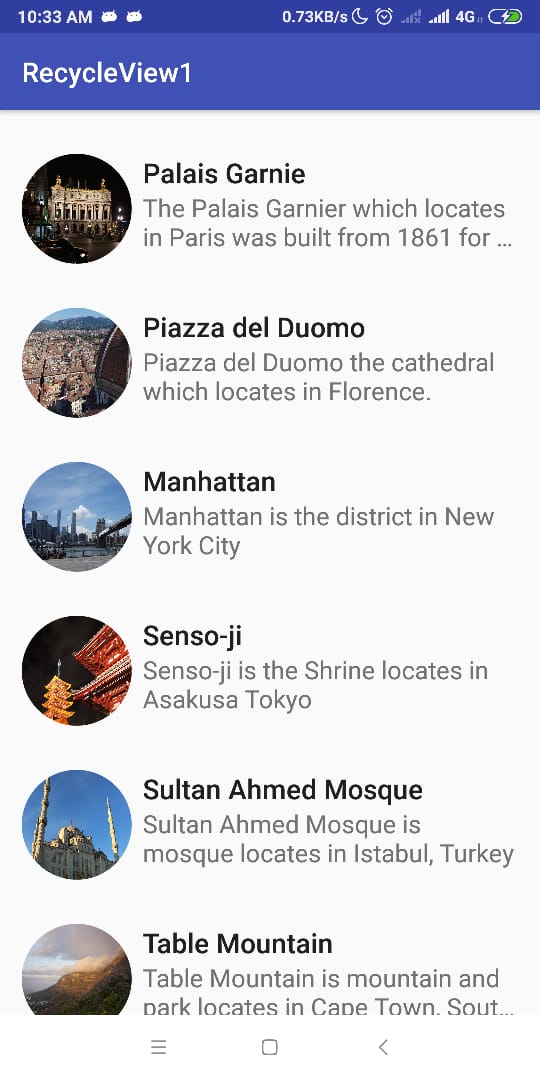 10:33 AM 0.73KB/s 4G
RecycleView1
Palais Garnie
The Palais Garnier which locates
in Paris was built from 1861 for ...
Piazza del Duomo
Piazza del Duomo the cathedral
which locates in Florence.
Manhattan
Manhattan is the district in New
York City
Senso-ji
Senso-ji is the Shrine locates in
Asakusa Tokyo
Sultan Ahmed Mosque
Sultan Ahmed Mosque is
mosque locates in Istabul, Turkey
Table Mountain
Table Mountain is mountain and
park locates in Cape Town, Sout...